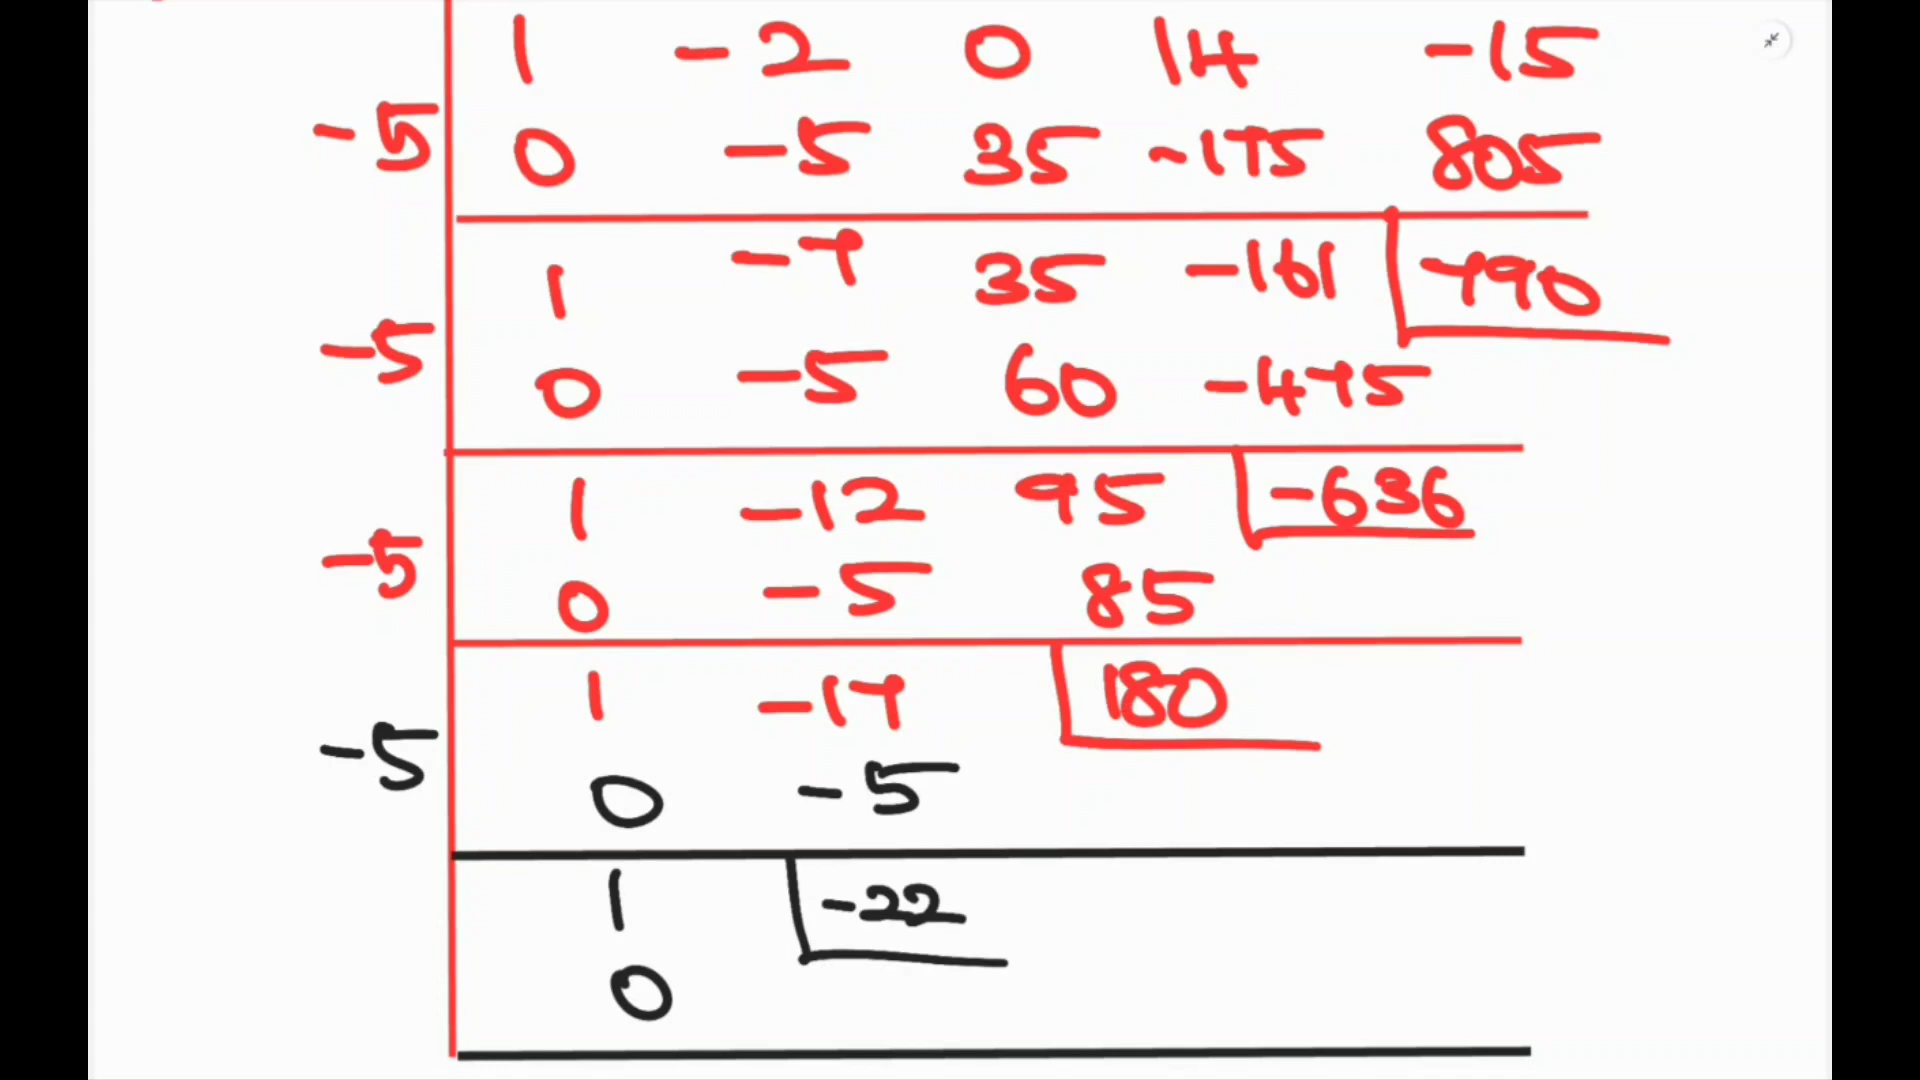 1 -2 0 14 -15
-5 0 -5 35 -175 805
1 -7 35 -161 -790
-5 0 -5 60 -475
1 -12 95 -636
-5 0 -5 85
1 -17 180
-5 0 -5
1 -22
0